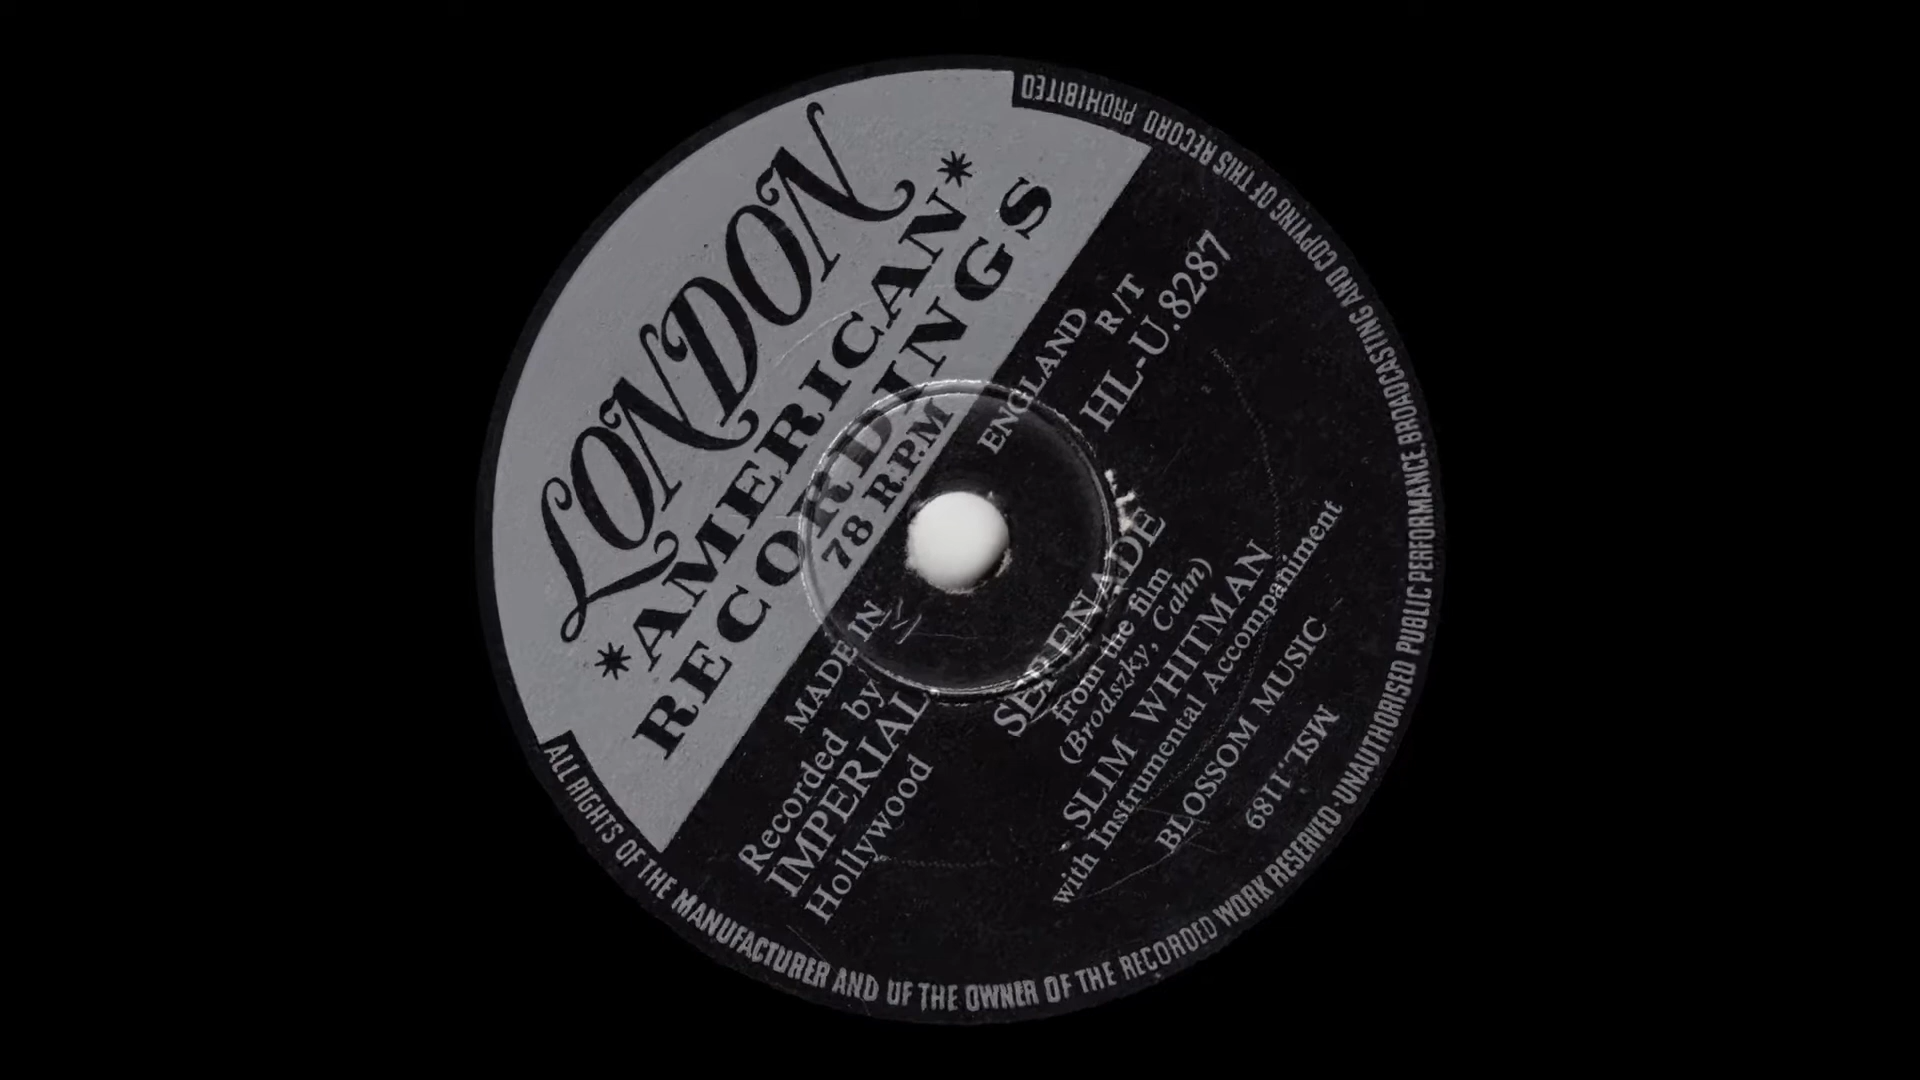 LONDON
*AMERICAN*
RECORDINGS
78 R.P.M
MADE IN ENGLAND
Recorded by
IMPERIAL,
Hollywood
R/T
HL-U.8287
SERENADE
from the film
(Brodszky, Cahn)
SLIM WHITMAN
with Instrumental Accompaniment
BLOSSOM MUSIC
MSL.1189
ALL RIGHTS OF THE MANUFACTURER AND OF THE OWNER OF THE RECORDED WORK RESERVED·UNAUTHORISED PUBLIC PERFORMANCE, BROADCASTING AND COPYING OF THIS RECORD PROHIBITED